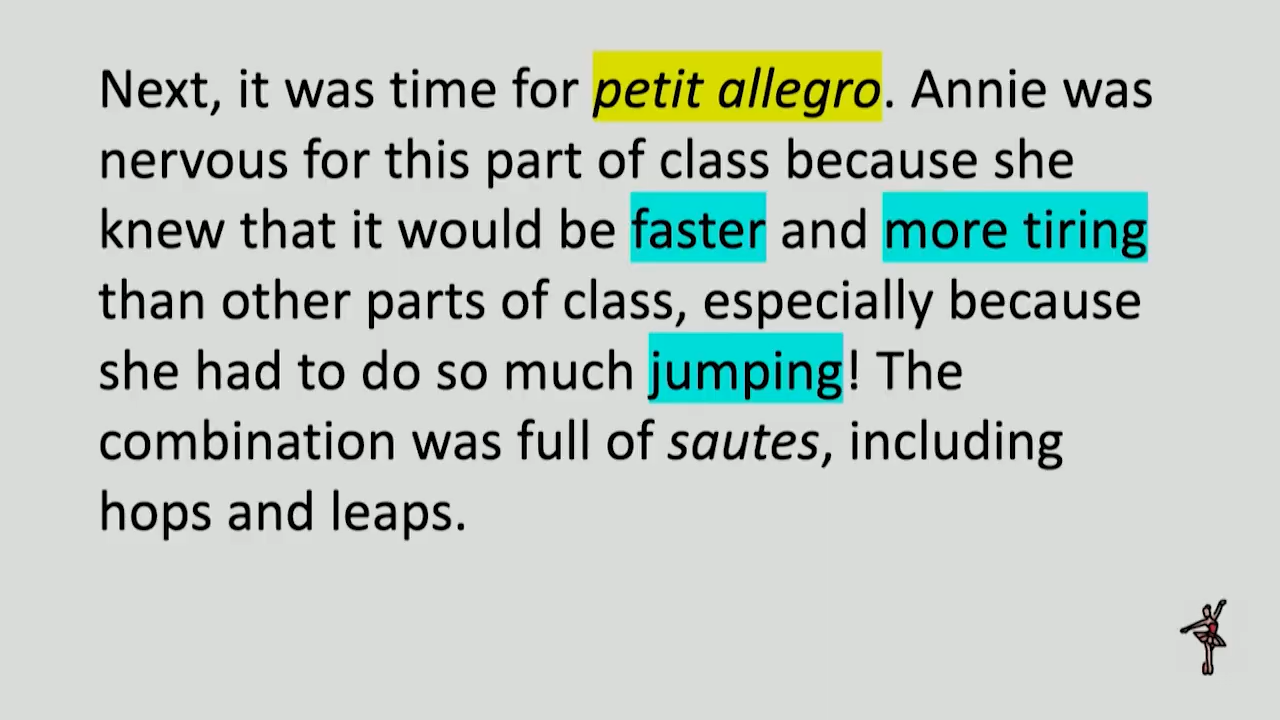 Next, it was time for petit allegro. Annie was
nervous for this part of class because she
knew that it would be faster and more tiring
than other parts of class, especially because
she had to do so much jumping! The
combination was full of sautes, including
hops and leaps.